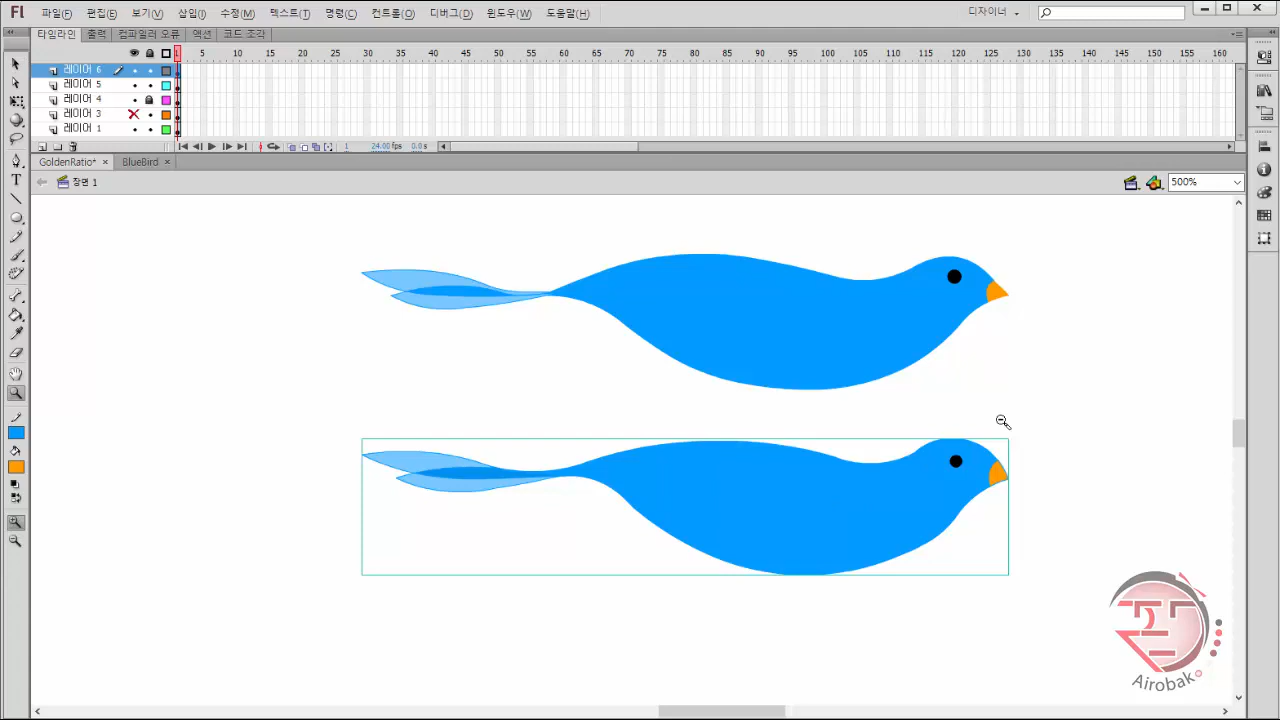 Fl 파일(F) 편집(E) 보기(V) 삽입(I) 수정(M) 텍스트(T) 명령(C) 컨트롤(O) 디버그(D) 윈도우(W) 도움말(H) 디자이너
타임라인 출력 컴파일러 오류 액션 코드 조각
1 5 10 15 20 25 30 35 40 45 50 55 60 65 70 75 80 85 90 95 100 105 110 115 120 125 130 135 140 145 150 155 160 163
레이어 6
레이어 5
레이어 4
레이어 3
레이어 1
1 24.00 fps 0.0 s
GoldenRatio* × BlueBird ×
장면 1 500%
Airobak